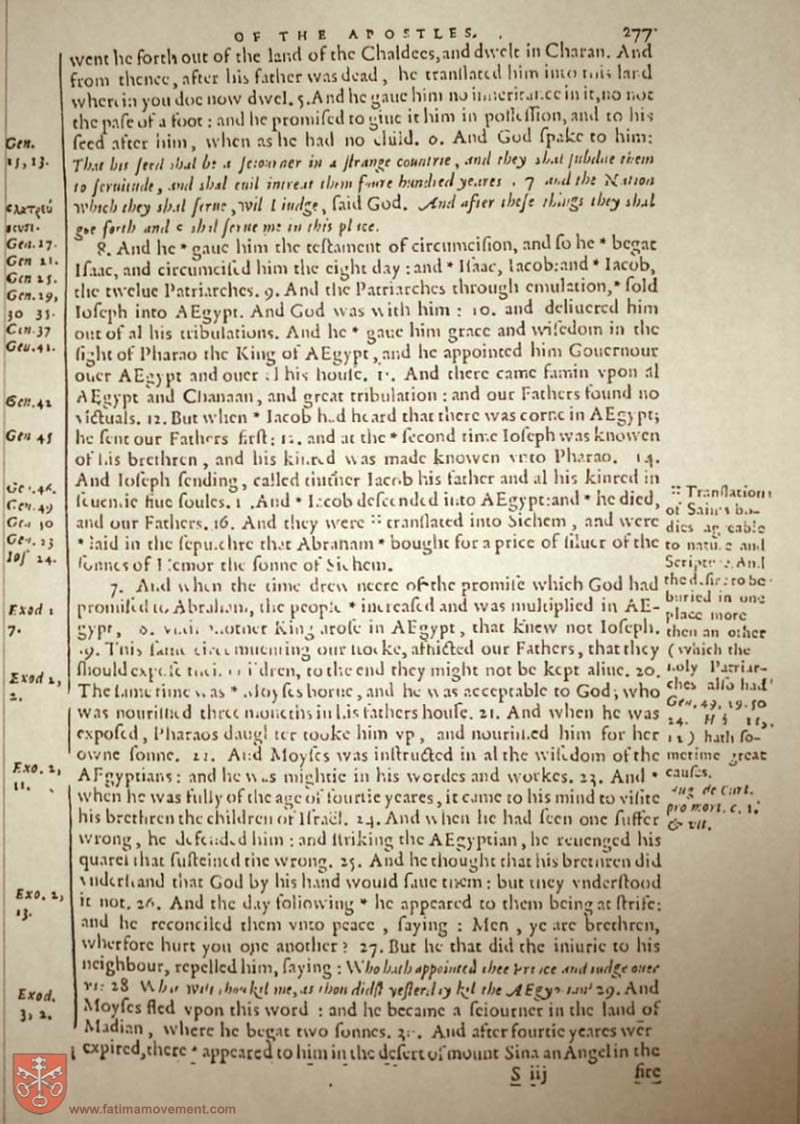 OF THE APOSTLES. 277
went he forth out of the land of the Chaldees, and dwelt in Charan. And
from thence, after his father was dead, he tranſlated him into this land
wherin you doe now dwel. 5. And he gaue him no inheritance in it, no not
the paſe of a foot: and he promiſed to giue it him in poſſeſſion, and to his
ſeed after him, when as he had no child. 6. And God ſpake to him:
That his ſeed ſhal be a ſeiourner in a ſtrange countrie, and they ſhal ſubdue them
to ſeruitude, and ſhal euil intreat them foure hundred yeares. 7 and the Nation
which they ſhal ſerue, wil I iudge, ſaid God. And after theſe things they ſhal
goe forth and ſhal ſerue me in this place.
8. And he * gaue him the teſtament of circumciſion, and ſo he * begat
Iſaac, and circumciſed him the eight day: and * Iſaac, Iacob: and * Iacob,
the twelue Patriarches. 9. And the Patriarches through emulation, * ſold
Ioſeph into AEgypt. And God was with him: 10. and deliuered him
out of al his tribulations. And he * gaue him grace and wiſedom in the
ſight of Pharao the King of AEgypt, and he appointed him Gouernour
ouer AEgypt and ouer al his houſe. 11. And there came famin vpon al
AEgypt and Chanaan, and great tribulation: and our Fathers found no
victuals. 12. But when * Iacob had heard that there was corne in AEgypt;
he ſent our Fathers firſt: 13. and at the * ſecond time Ioſeph was knowen
of his brethren, and his kinred was made knowen vnto Pharao. 14.
And Ioſeph ſending, called thither Iacob his father and al his kinred in
ſeuentie fiue ſoules. 15. And * Iacob deſcended into AEgypt: and * he died,
and our Fathers. 16. And they were :: tranſlated into Sichem, and were
* laid in the ſepulchre that Abraham * bought for a price of ſiluer of the
ſonnes of Hemor the ſonne of Sichem.
7. And when the time drew neere of the promiſe which God had
promiſed to Abraham, the people * increaſed and was multiplied in AE-
gypt, 18. vntil another King aroſe in AEgypt, that knew not Ioſeph.
19. This ſame circumuenting our ſtocke, afflicted our Fathers, that they
ſhould expoſe their children, to the end they might not be kept aliue. 20.
The ſame time was * Moyſes borne, and he was acceptable to God; who
was nouriſhed three moneths in his fathers houſe. 21. And when he was
expoſed, Pharaos daughter tooke him vp, and nouriſhed him for her
owne ſonne. 22. And Moyſes was inſtructed in al the wiſedom of the
AEgyptians: and he was mightie in his wordes and workes. 23. And *
when he was fully of the age of fourtie yeares, it came to his mind to viſite
his brethren the children of Iſraël. 24. And when he had ſeen one ſuffer
wrong, he defended him: and ſtriking the AEgyptian, he reuenged his
quarel that ſuſteined the wrong. 25. And he thought that his brethren did
vnderſtand that God by his hand would ſaue them: but they vnderſtood
it not. 26. And the day following * he appeared to them being at ſtrife:
and he reconciled them vnto peace, ſaying: Men, ye are brethren,
wherfore hurt you one another? 27. But he that did the iniurie to his
neighbour, repelled him, ſaying: Who hath appointed thee Prince and iudge ouer
vs: 28 What wilt thou kil me, as thou didſt yeſterday kil the AEgyptian? 29. And
Moyſes fled vpon this word: and he became a ſeiourner in the land of
Madian, where he begat two ſonnes. 30. And after fourtie yeares wer
expired, there * appeared to him in the deſert of mount Sina an Angel in the
S iij fire
Gen.
15, 13.
Gen. 17.
Gen 21.
Gen 25.
Gen. 29,
30 35.
Gen. 37
Gen. 41.
Gen. 42
Gen 45
Gen. 46.
Gen. 49
Gen 50
Gen. 23
Ioſ 24.
Exod 1
7.
Exod 2,
2.
Exo. 2,
11.
Exo. 2,
13.
Exod.
3, 2.
:: Tranſlation
of Saints bo-
dies agreable
to nature and
Scripture. And
the deſire to be
buried in one
place more
then an other
(which the
holy Patriar-
ches alſo had
Gen. 49, 29. 50
24. 11,
22) hath ſo-
metime great
cauſes.
Aug de Cur.
pro mort. c. 1.
& vlt.
www.fatimamovement.com